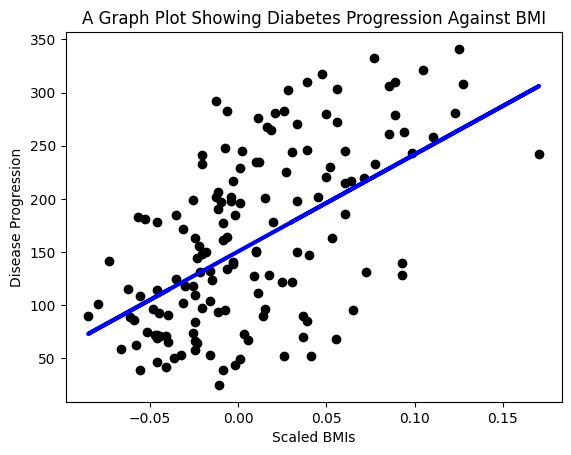 A Graph Plot Showing Diabetes Progression Against BMI
350
300
250
200
150
100
50
Disease Progression
−0.05 0.00 0.05 0.10 0.15
Scaled BMIs